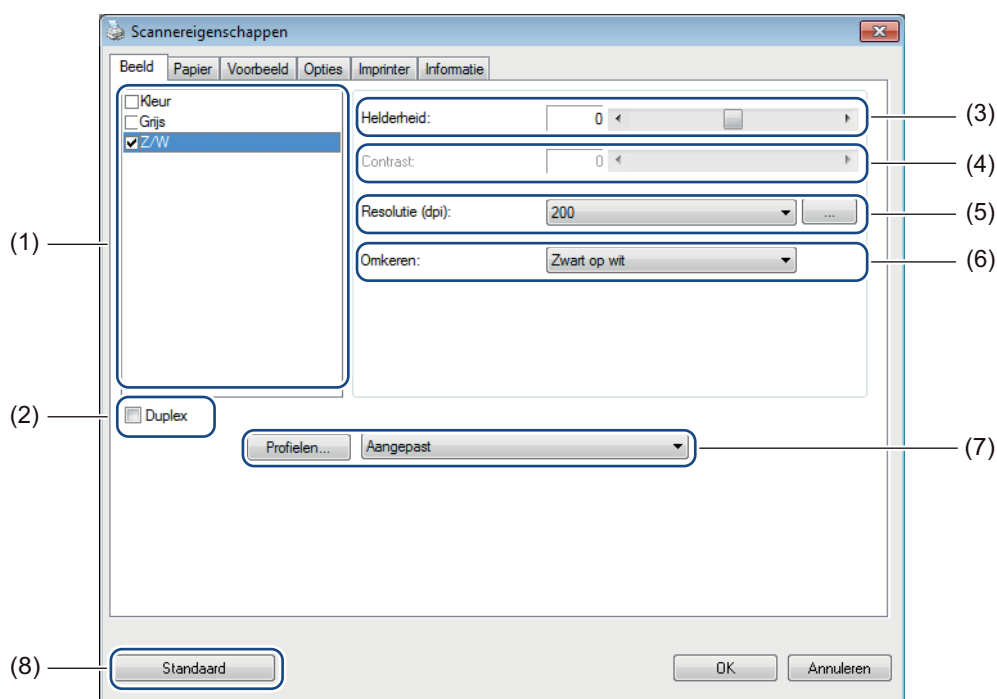 Scannereigenschappen
Beeld Papier Voorbeeld Opties Imprinter Informatie
Kleur
Grijs
Z/W
Helderheid: 0
(3)
Contrast: 0
(4)
Resolutie (dpi): 200 ...
(5)
Omkeren: Zwart op wit
(6)
(1)
(2)
Duplex
Profielen... Aangepast
(7)
(8)
Standaard
OK
Annuleren